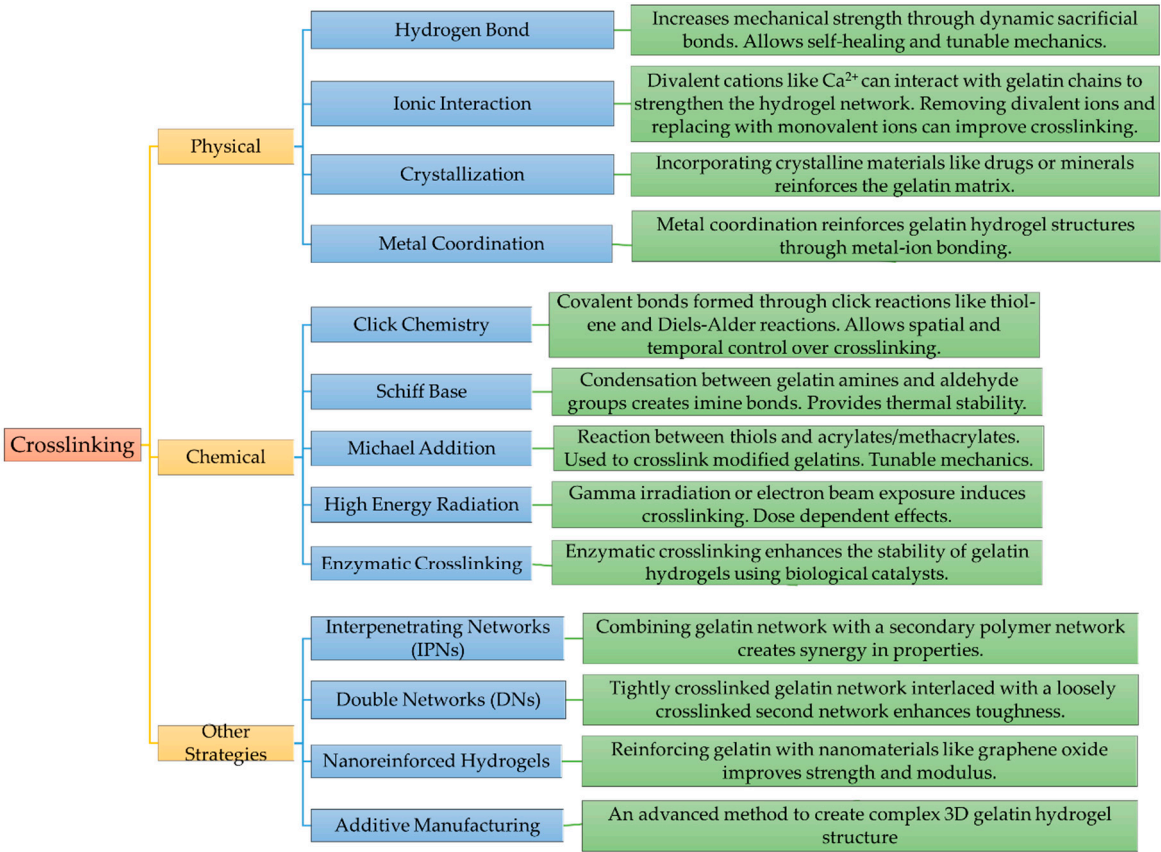 Crosslinking
Physical
Hydrogen Bond
Increases mechanical strength through dynamic sacrificial
bonds. Allows self-healing and tunable mechanics.
Ionic Interaction
Divalent cations like Ca²⁺ can interact with gelatin chains to
strengthen the hydrogel network. Removing divalent ions and
replacing with monovalent ions can improve crosslinking.
Crystallization
Incorporating crystalline materials like drugs or minerals
reinforces the gelatin matrix.
Metal Coordination
Metal coordination reinforces gelatin hydrogel structures
through metal-ion bonding.
Chemical
Click Chemistry
Covalent bonds formed through click reactions like thiol-
ene and Diels-Alder reactions. Allows spatial and
temporal control over crosslinking.
Schiff Base
Condensation between gelatin amines and aldehyde
groups creates imine bonds. Provides thermal stability.
Michael Addition
Reaction between thiols and acrylates/methacrylates.
Used to crosslink modified gelatins. Tunable mechanics.
High Energy Radiation
Gamma irradiation or electron beam exposure induces
crosslinking. Dose dependent effects.
Enzymatic Crosslinking
Enzymatic crosslinking enhances the stability of gelatin
hydrogels using biological catalysts.
Other
Strategies
Interpenetrating Networks
(IPNs)
Combining gelatin network with a secondary polymer network
creates synergy in properties.
Double Networks (DNs)
Tightly crosslinked gelatin network interlaced with a loosely
crosslinked second network enhances toughness.
Nanoreinforced Hydrogels
Reinforcing gelatin with nanomaterials like graphene oxide
improves strength and modulus.
Additive Manufacturing
An advanced method to create complex 3D gelatin hydrogel
structure